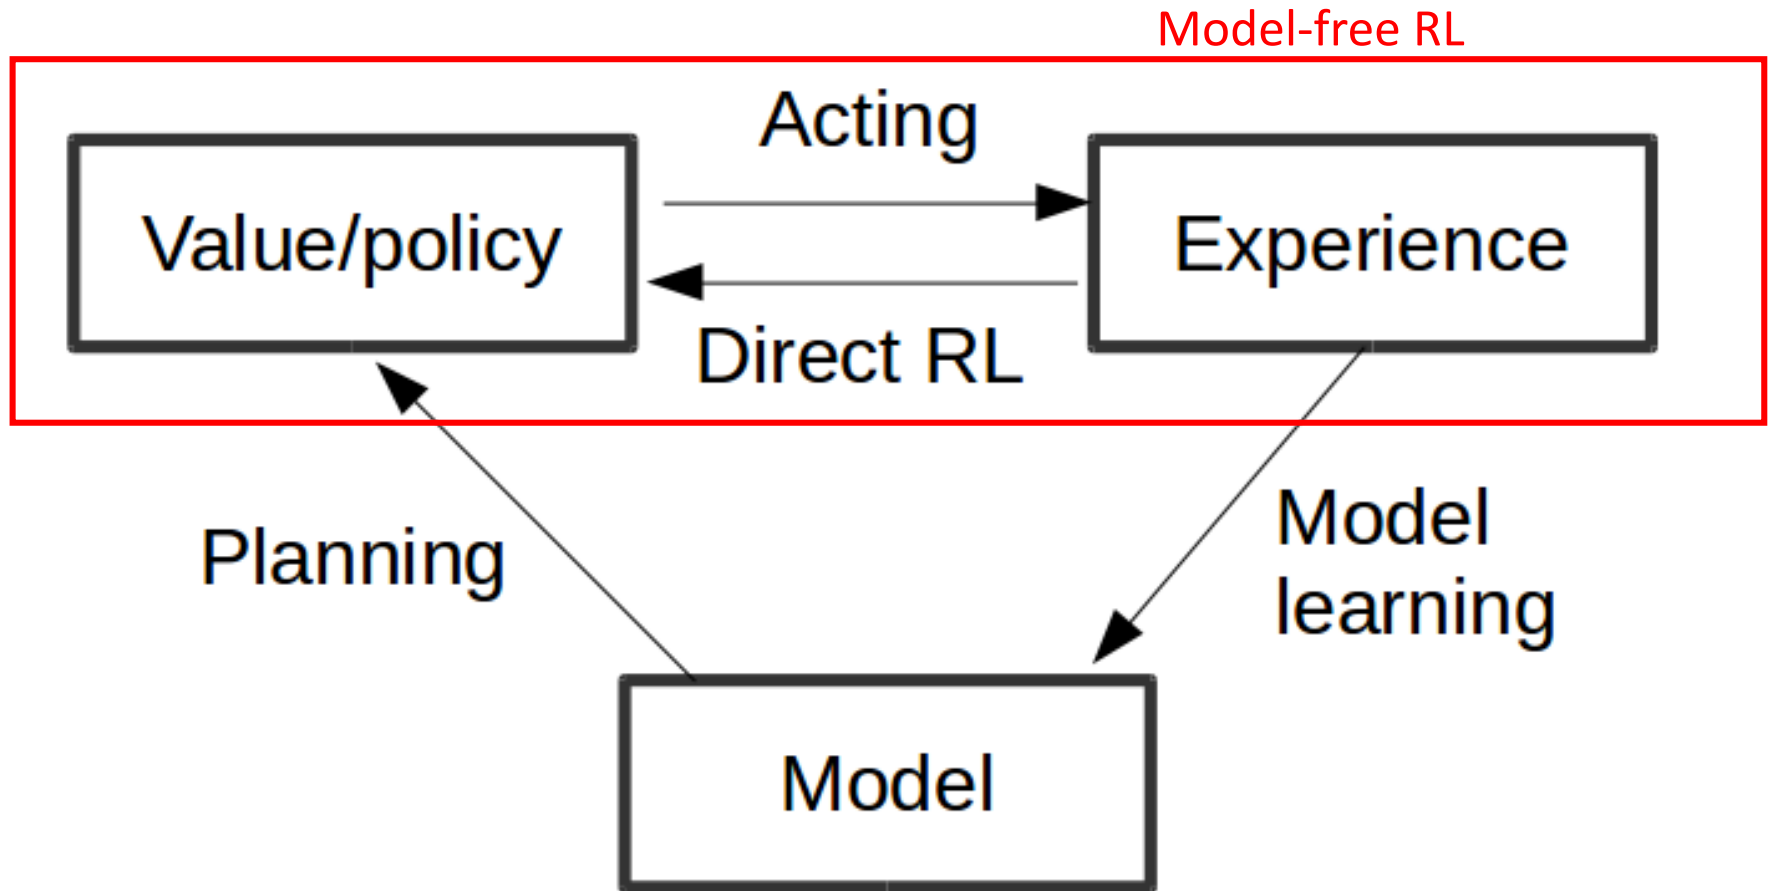 Model-free RL
Acting
Value/policy
Experience
Direct RL
Planning
Model
learning
Model